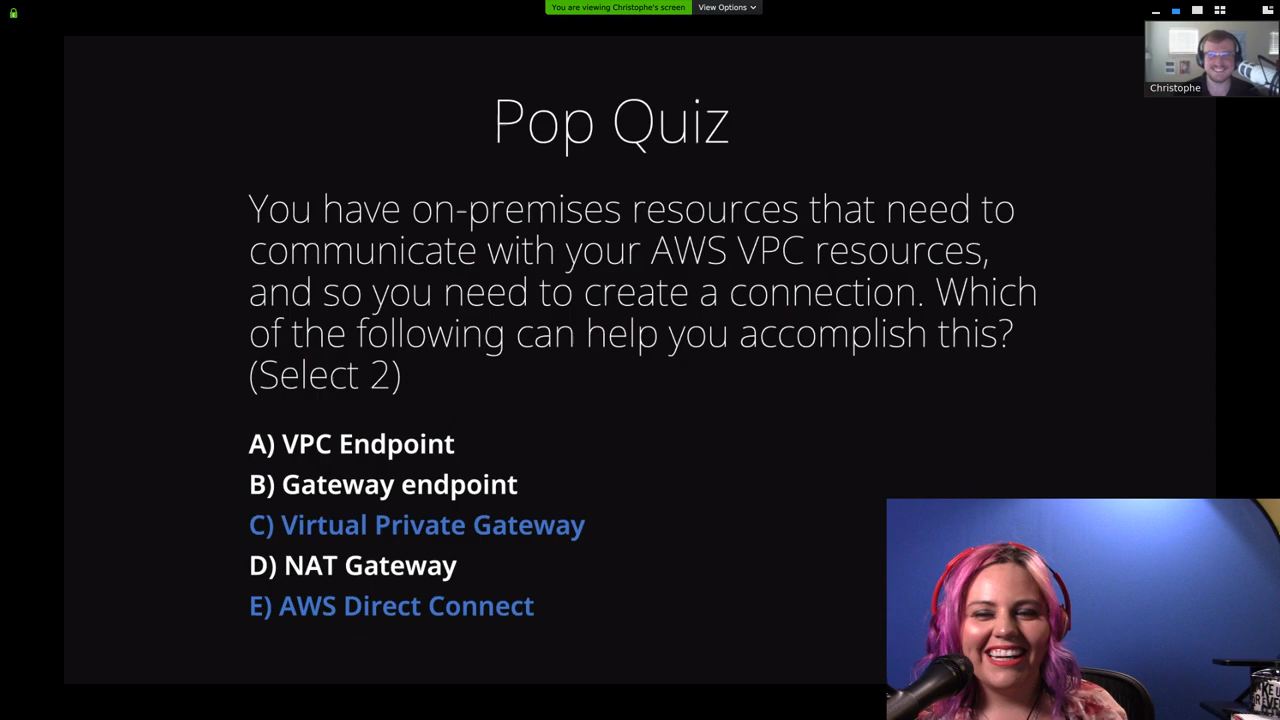 You are viewing Christophe's screen View Options
Christophe
Pop Quiz
You have on-premises resources that need to
communicate with your AWS VPC resources,
and so you need to create a connection. Which
of the following can help you accomplish this?
(Select 2)
A) VPC Endpoint
B) Gateway endpoint
C) Virtual Private Gateway
D) NAT Gateway
E) AWS Direct Connect